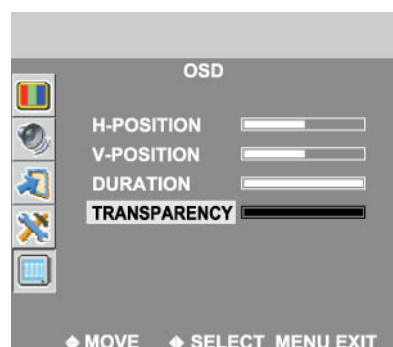 OSD
H-POSITION
V-POSITION
DURATION
TRANSPARENCY
MOVE SELECT MENU EXIT